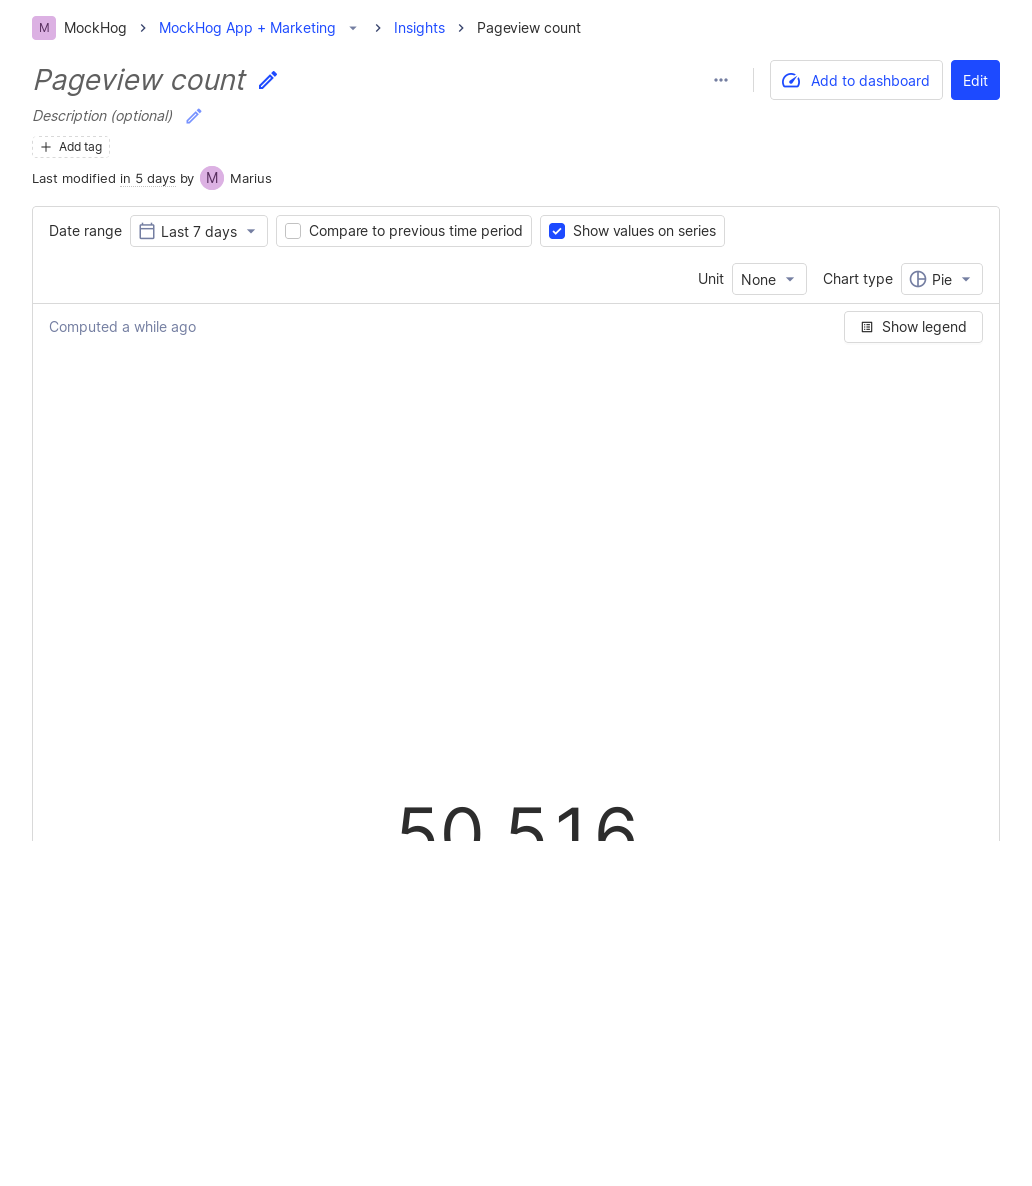 M MockHog MockHog App + Marketing Insights Pageview count
Pageview count
Add to dashboard
Edit
Description (optional)
Add tag
Last modified in 5 days by M Marius
Date range Last 7 days Compare to previous time period Show values on series
Unit None Chart type Pie
Computed a while ago Show legend
50,516